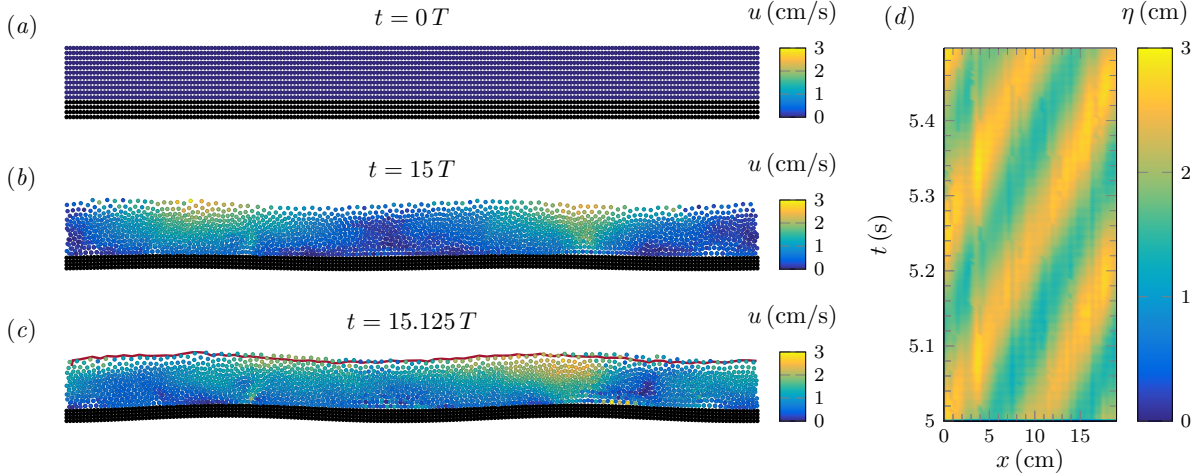 (a)
t = 0 T
u (cm/s)
3
2
1
0
(b)
t = 15 T
u (cm/s)
3
2
1
0
(c)
t = 15.125 T
u (cm/s)
3
2
1
0
(d)
η (cm)
t (s)
5.4
5.3
5.2
5.1
5
0 5 10 15
x (cm)
3
2
1
0